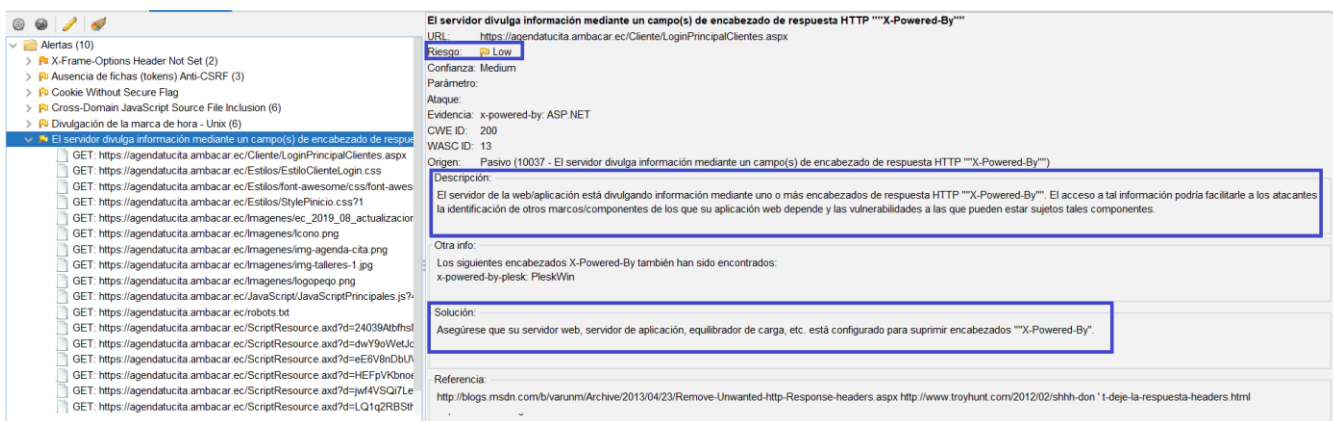 Alertas (10)
X-Frame-Options Header Not Set (2)
Ausencia de fichas (tokens) Anti-CSRF (3)
Cookie Without Secure Flag
Cross-Domain JavaScript Source File Inclusion (6)
Divulgación de la marca de hora - Unix (6)
El servidor divulga información mediante un campo(s) de encabezado de respue
GET: https://agendatucita.ambacar.ec/Cliente/LoginPrincipalClientes.aspx
GET: https://agendatucita.ambacar.ec/Estilos/EstiloClienteLogin.css
GET: https://agendatucita.ambacar.ec/Estilos/font-awesome/css/font-awes
GET: https://agendatucita.ambacar.ec/Estilos/StylePinicio.css?1
GET: https://agendatucita.ambacar.ec/Imagenes/ec_2019_08_actualizacion
GET: https://agendatucita.ambacar.ec/Imagenes/Icono.png
GET: https://agendatucita.ambacar.ec/Imagenes/img-agenda-cita.png
GET: https://agendatucita.ambacar.ec/Imagenes/img-talleres-1.jpg
GET: https://agendatucita.ambacar.ec/Imagenes/logopeqo.png
GET: https://agendatucita.ambacar.ec/JavaScript/JavaScriptPrincipales.js?4
GET: https://agendatucita.ambacar.ec/robots.txt
GET: https://agendatucita.ambacar.ec/ScriptResource.axd?d=24039Atbfhsl
GET: https://agendatucita.ambacar.ec/ScriptResource.axd?d=dwY9oWetJc
GET: https://agendatucita.ambacar.ec/ScriptResource.axd?d=eE6V8nDbU
GET: https://agendatucita.ambacar.ec/ScriptResource.axd?d=HEFpVKbnoe
GET: https://agendatucita.ambacar.ec/ScriptResource.axd?d=jwf4VSQi7Le
GET: https://agendatucita.ambacar.ec/ScriptResource.axd?d=LQ1q2RBStH
El servidor divulga información mediante un campo(s) de encabezado de respuesta HTTP ""X-Powered-By""
URL: https://agendatucita.ambacar.ec/Cliente/LoginPrincipalClientes.aspx
Riesgo: Low
Confianza: Medium
Parámetro:
Ataque:
Evidencia: x-powered-by: ASP.NET
CWE ID: 200
WASC ID: 13
Origen: Pasivo (10037 - El servidor divulga información mediante un campo(s) de encabezado de respuesta HTTP ""X-Powered-By"")
Descripción:
El servidor de la web/aplicación está divulgando información mediante uno o más encabezados de respuesta HTTP ""X-Powered-By"". El acceso a tal información podría facilitarle a los atacantes
la identificación de otros marcos/componentes de los que su aplicación web depende y las vulnerabilidades a las que pueden estar sujetos tales componentes.
Otra info:
Los siguientes encabezados X-Powered-By también han sido encontrados:
x-powered-by-plesk: PleskWin
Solución:
Asegúrese que su servidor web, servidor de aplicación, equilibrador de carga, etc. está configurado para suprimir encabezados ""X-Powered-By".
Referencia:
http://blogs.msdn.com/b/varunm/Archive/2013/04/23/Remove-Unwanted-http-Response-headers.aspx http://www.troyhunt.com/2012/02/shhh-don ' t-deje-la-respuesta-headers.html